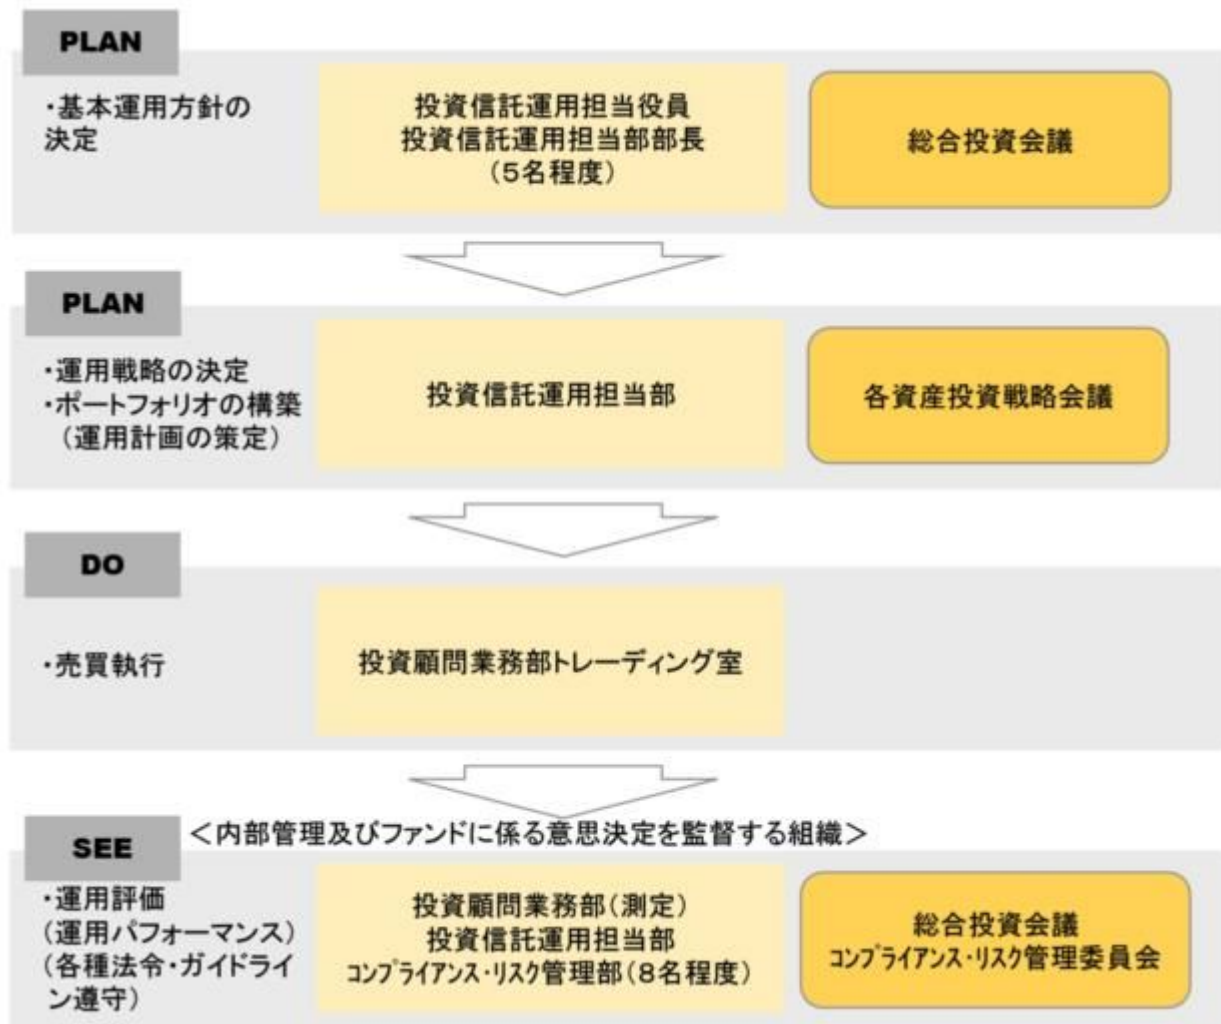 PLAN
・基本運用方針の
決定
投資信託運用担当役員
投資信託運用担当部部長
(5名程度)
総合投資会議
PLAN
・運用戦略の決定
・ポートフォリオの構築
(運用計画の策定)
投資信託運用担当部
各資産投資戦略会議
DO
・売買執行
投資顧問業務部トレーディング室
<内部管理及びファンドに係る意思決定を監督する組織>
SEE
・運用評価
(運用パフォーマンス)
(各種法令・ガイドライ
ン遵守)
投資顧問業務部(測定)
投資信託運用担当部
コンプライアンス・リスク管理部(8名程度)
総合投資会議
コンプライアンス・リスク管理委員会